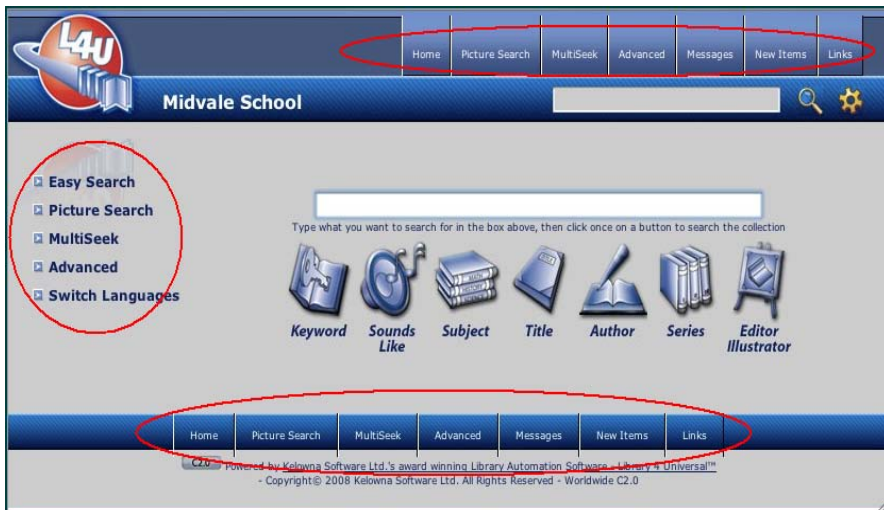 L4U
Home Picture Search MultiSeek Advanced Messages New Items Links
Midvale School
Easy Search
Picture Search
MultiSeek
Advanced
Switch Languages
Type what you want to search for in the box above, then click once on a button to search the collection
MATH
HISTORY
SCIENCE
Keyword Sounds Like Subject Title Author Series Editor Illustrator
Home Picture Search MultiSeek Advanced Messages New Items Links
C2.0 Powered by Kelowna Software Ltd.'s award winning Library Automation Software - Library 4 Universal™
- Copyright© 2008 Kelowna Software Ltd. All Rights Reserved - Worldwide C2.0